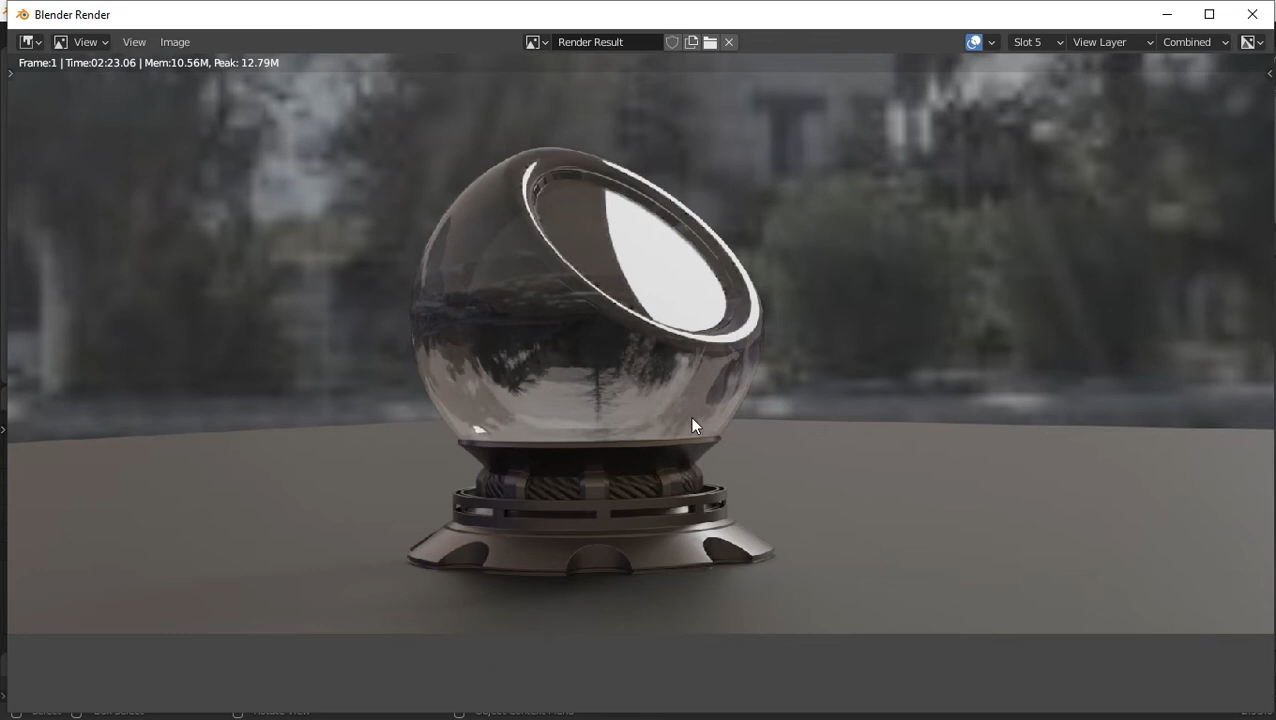 Blender Render
View View Image Render Result Slot 5 View Layer Combined
Frame:1 | Time:02:23.06 | Mem:10.56M, Peak: 12.79M